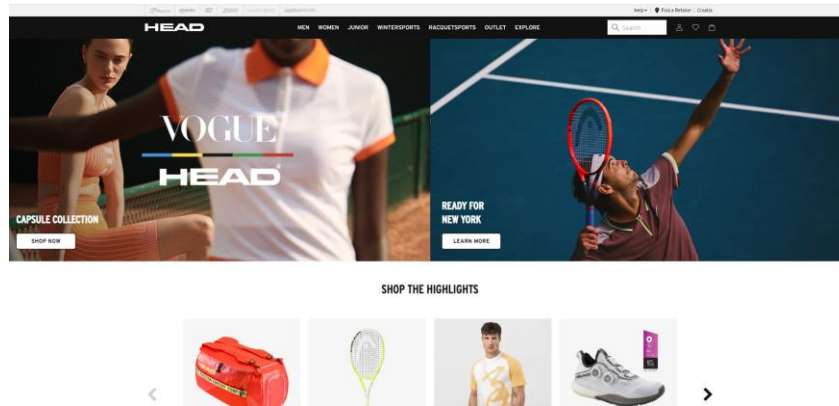 Help
Find a Retailer
Croatia
HEAD
MEN WOMEN JUNIOR WINTERSPORTS RACQUETSPORTS OUTLET EXPLORE
Search
VOGUE
HEAD
CAPSULE COLLECTION
SHOP NOW
READY FOR
NEW YORK
LEARN MORE
SHOP THE HIGHLIGHTS